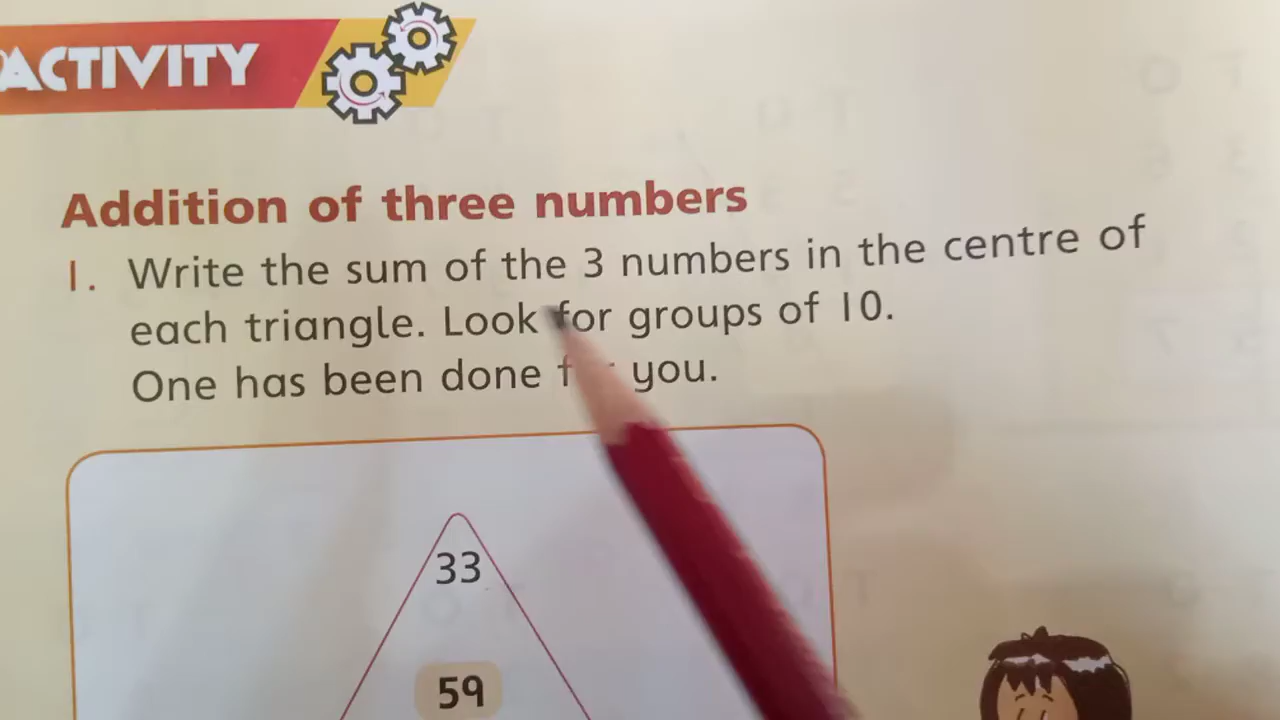 ACTIVITY
Addition of three numbers
1. Write the sum of the 3 numbers in the centre of
each triangle. Look for groups of 10.
One has been done you.
33
59